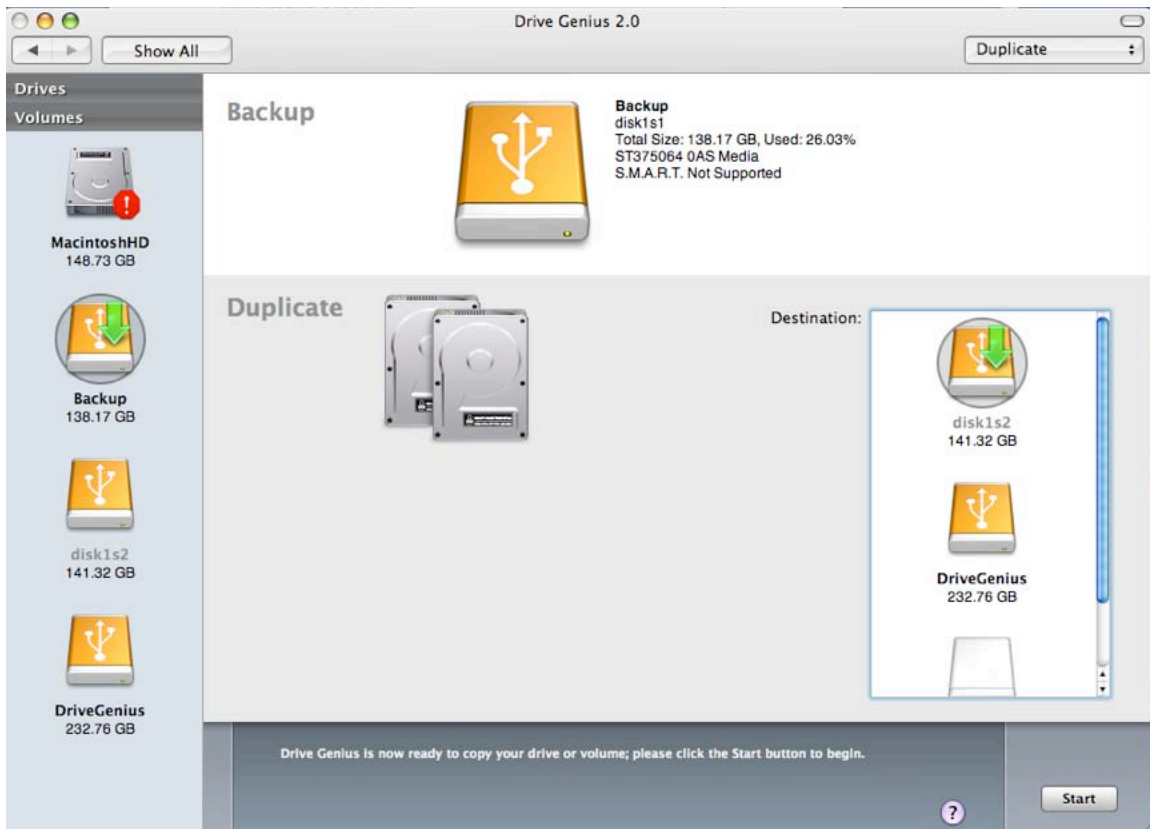 Drive Genius 2.0
Show All
Duplicate
Drives
Volumes
MacintoshHD
148.73 GB
Backup
138.17 GB
disk1s2
141.32 GB
DriveGenius
232.76 GB
Backup
Backup
disk1s1
Total Size: 138.17 GB, Used: 26.03%
ST375064 0AS Media
S.M.A.R.T. Not Supported
Duplicate
Destination:
disk1s2
141.32 GB
DriveGenius
232.76 GB
Drive Genius is now ready to copy your drive or volume; please click the Start button to begin.
?
Start